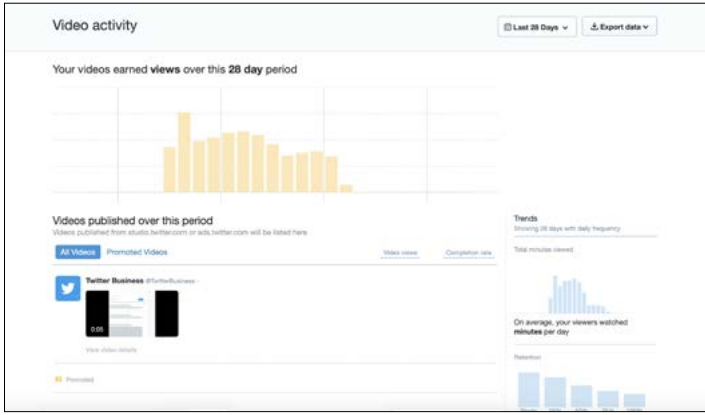 Video activity
Last 28 Days
Export data
Your videos earned views over this 28 day period
Videos published over this period
Videos published from studio.twitter.com or ads.twitter.com will be listed here
All Videos Promoted Videos
Video views Completion rate
Twitter Business @TwitterBusiness
0:05
View video details
Promoted
Trends
Showing 28 days with daily frequency
Total minutes viewed
On average, your viewers watched
minutes per day
Retention